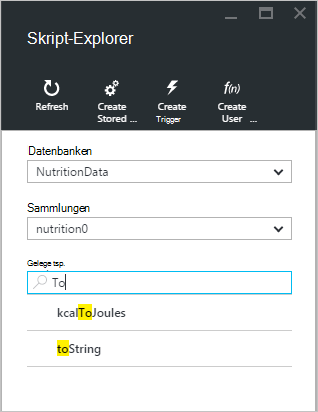 Skript-Explorer
f(n)
Refresh
Create
Stored ...
Create
Trigger
Create
User ...
Datenbanken
NutritionData
Sammlungen
nutrition0
Gelege tsp.
To
kcalToJoules
toString